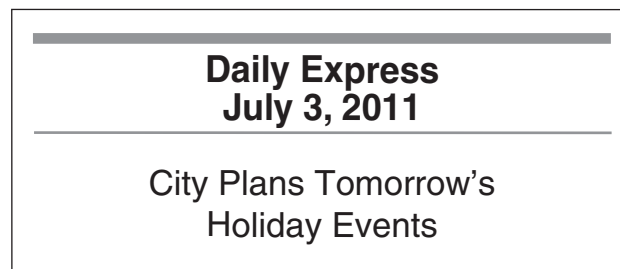 Daily Express
July 3, 2011
City Plans Tomorrow's
Holiday Events